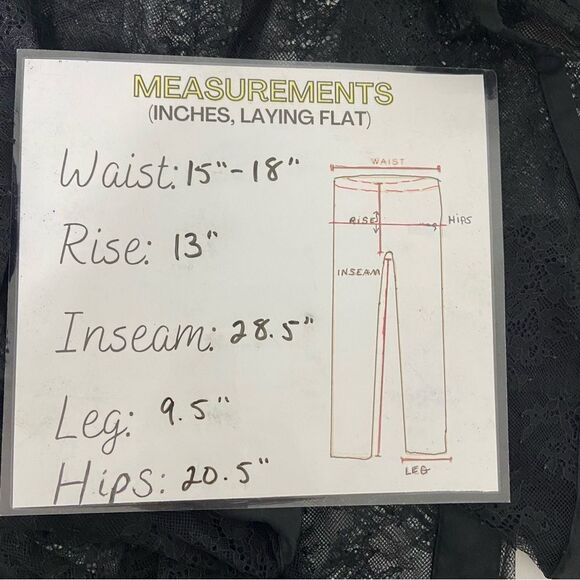 MEASUREMENTS
(INCHES, LAYING FLAT)
Waist: 15"-18"
Rise: 13"
Inseam: 28.5"
Leg: 9.5"
Hips: 20.5"
WAIST
RISE
HIPS
INSEAM
LEG